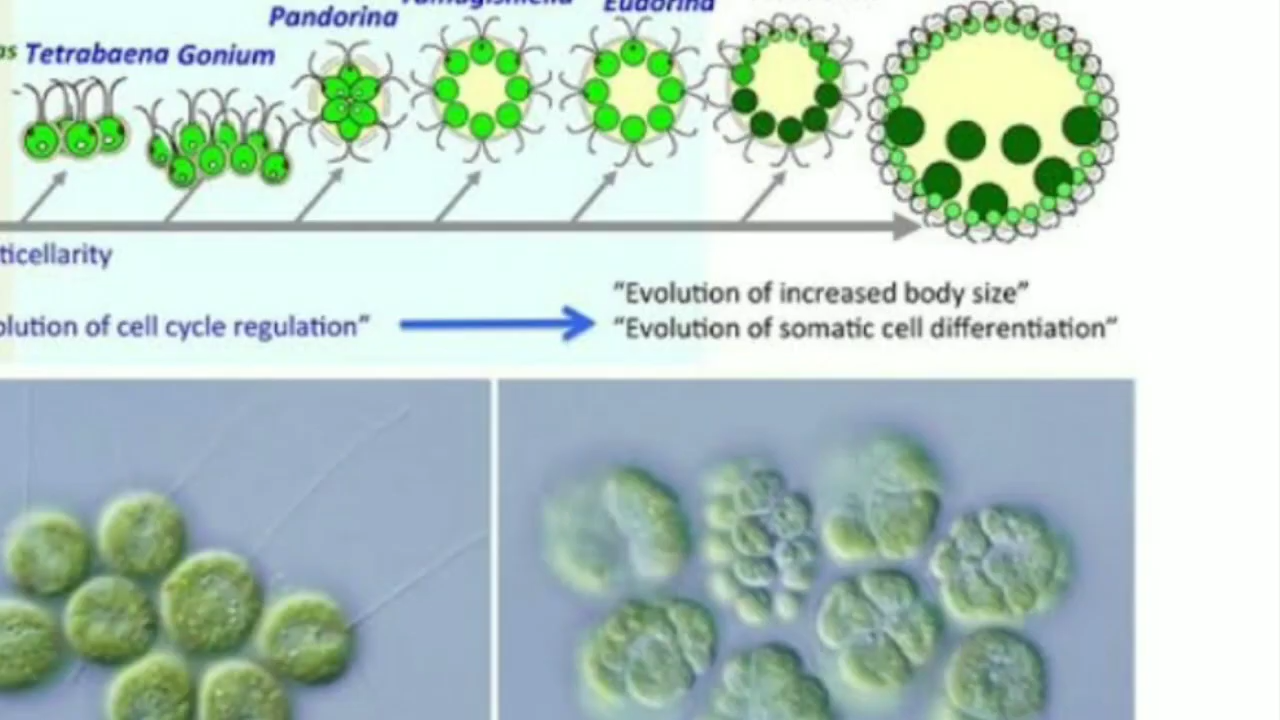 Pandorina
Eudorina
Tetrabaena Gonium
ticellarity
"Evolution of increased body size"
olution of cell cycle regulation"
"Evolution of somatic cell differentiation"